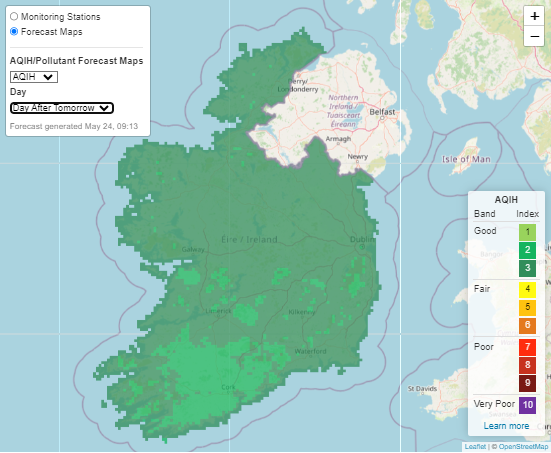 Monitoring Stations
Forecast Maps
AQIH/Pollutant Forecast Maps
AQIH
Day
Day After Tomorrow
Forecast generated May 24, 09:13
+
−
Derry/
Londonderry
Northern
Ireland /
Tuaisceart
Éireann
Belfast
Armagh
Newry
Isle of Man
Galway
Éire / Ireland
Dublin
Limerick
Kilkenny
Waterford
Cork
St Davids
AQIH
Band Index
Good 1
2
3
Fair 4
5
6
Poor 7
8
9
Very Poor 10
Learn more
Leaflet | © OpenStreetMap